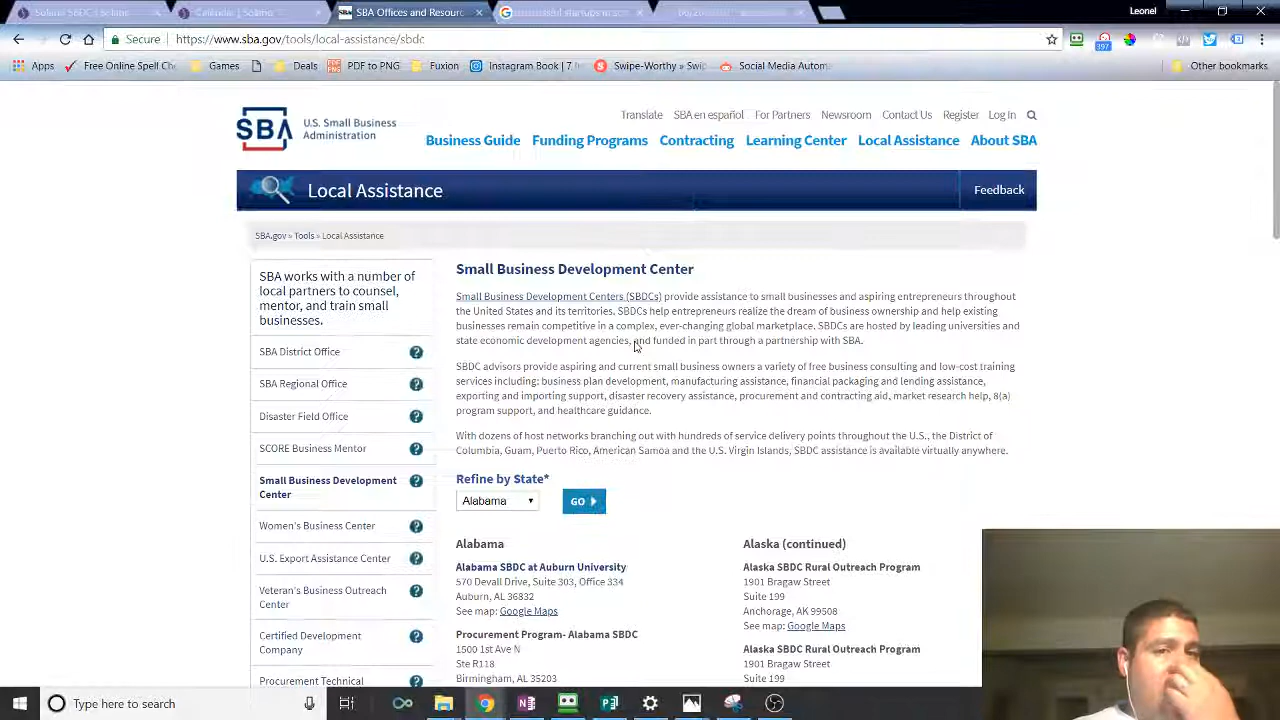 Solano SBDC | Solano
Calendar | Solano
SBA Offices and Resourc
successful startups in so
Leonel
Secure https://www.sba.gov/tools/local-assistance/sbdc
397
Apps Free Online Spell Ch Games Deals PDF to PNG Fuxion Instagram Book | 7. Swipe-Worthy » Swip Social Media Autom Other bookmarks
Translate SBA en español For Partners Newsroom Contact Us Register Log In
SBA U.S. Small Business
Administration
Business Guide Funding Programs Contracting Learning Center Local Assistance About SBA
Local Assistance Feedback
SBA.gov » Tools » Local Assistance
SBA works with a number of
local partners to counsel,
mentor, and train small
businesses.
SBA District Office ?
SBA Regional Office ?
Disaster Field Office ?
SCORE Business Mentor ?
Small Business Development ?
Center
Women's Business Center ?
U.S. Export Assistance Center ?
Veteran's Business Outreach ?
Center
Certified Development ?
Company
Procurement Technical
Small Business Development Center
Small Business Development Centers (SBDCs) provide assistance to small businesses and aspiring entrepreneurs throughout
the United States and its territories. SBDCs help entrepreneurs realize the dream of business ownership and help existing
businesses remain competitive in a complex, ever-changing global marketplace. SBDCs are hosted by leading universities and
state economic development agencies, and funded in part through a partnership with SBA.
SBDC advisors provide aspiring and current small business owners a variety of free business consulting and low-cost training
services including: business plan development, manufacturing assistance, financial packaging and lending assistance,
exporting and importing support, disaster recovery assistance, procurement and contracting aid, market research help, 8(a)
program support, and healthcare guidance.
With dozens of host networks branching out with hundreds of service delivery points throughout the U.S., the District of
Columbia, Guam, Puerto Rico, American Samoa and the U.S. Virgin Islands, SBDC assistance is available virtually anywhere.
Refine by State*
Alabama GO
Alabama
Alabama SBDC at Auburn University
570 Devall Drive, Suite 303, Office 334
Auburn, AL 36832
See map: Google Maps
Procurement Program- Alabama SBDC
1500 1st Ave N
Ste R118
Birmingham, AL 35203
Alaska (continued)
Alaska SBDC Rural Outreach Program
1901 Bragaw Street
Suite 199
Anchorage, AK 99508
See map: Google Maps
Alaska SBDC Rural Outreach Program
1901 Bragaw Street
Suite 199
Type here to search